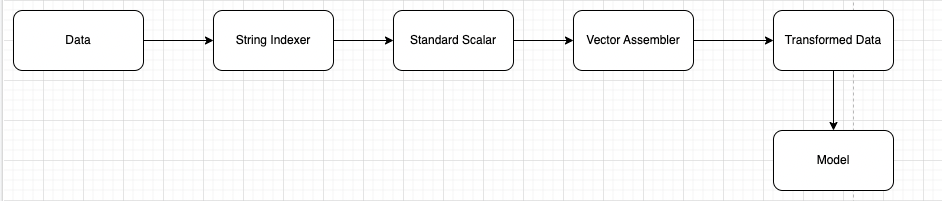 Data
String Indexer
Standard Scalar
Vector Assembler
Transformed Data
Model